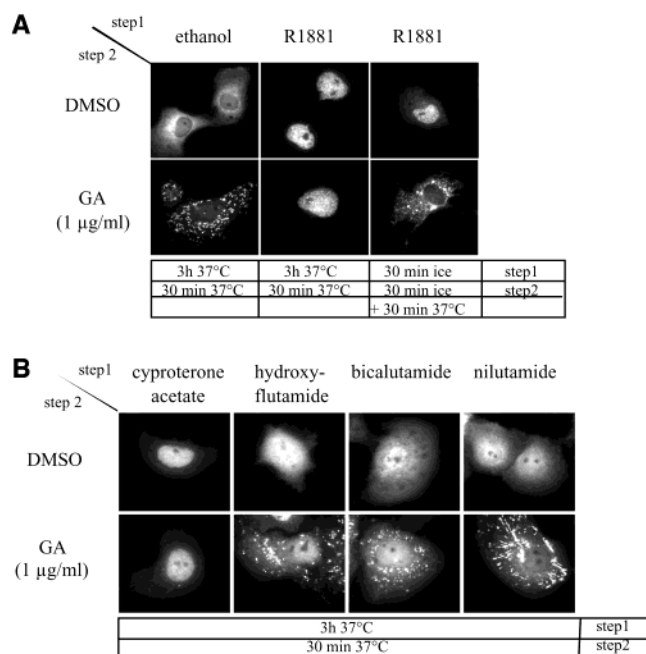 A
step1
step 2
ethanol R1881 R1881
DMSO
GA
(1 µg/ml)
3h 37°C 3h 37°C 30 min ice step1
30 min 37°C 30 min 37°C 30 min ice step2
+ 30 min 37°C
B
step1
step 2
cyproterone hydroxy- bicalutamide nilutamide
acetate flutamide
DMSO
GA
(1 µg/ml)
3h 37°C step1
30 min 37°C step2